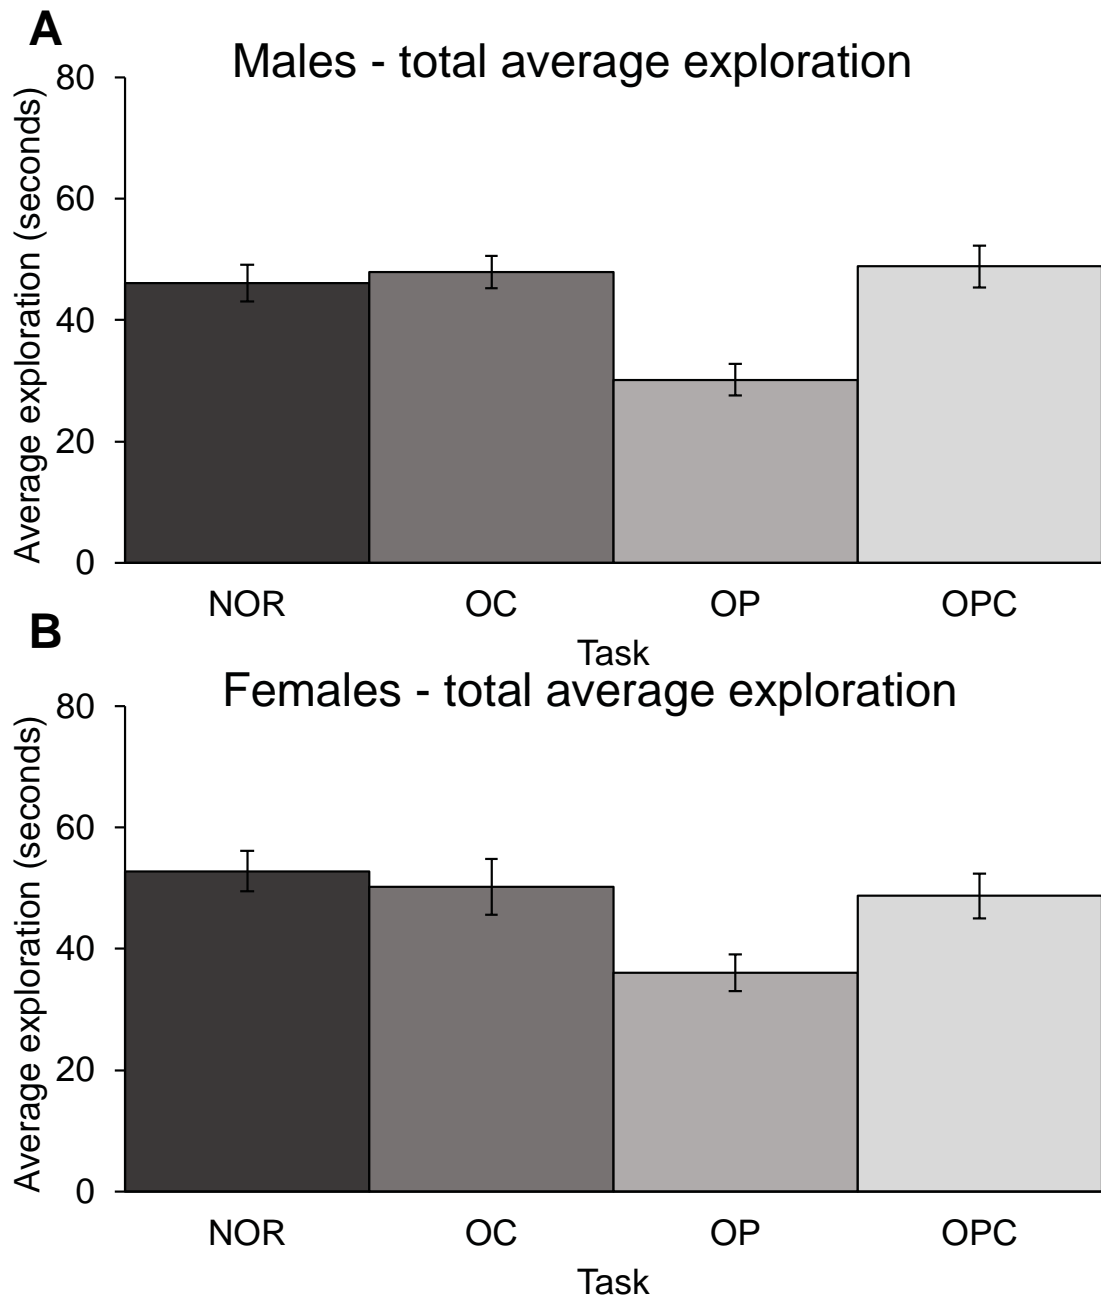 A
Males - total average exploration
Average exploration (seconds)
80
60
40
20
0
NOR OC OP OPC
Task
B
Females - total average exploration
Average exploration (seconds)
80
60
40
20
0
NOR OC OP OPC
Task